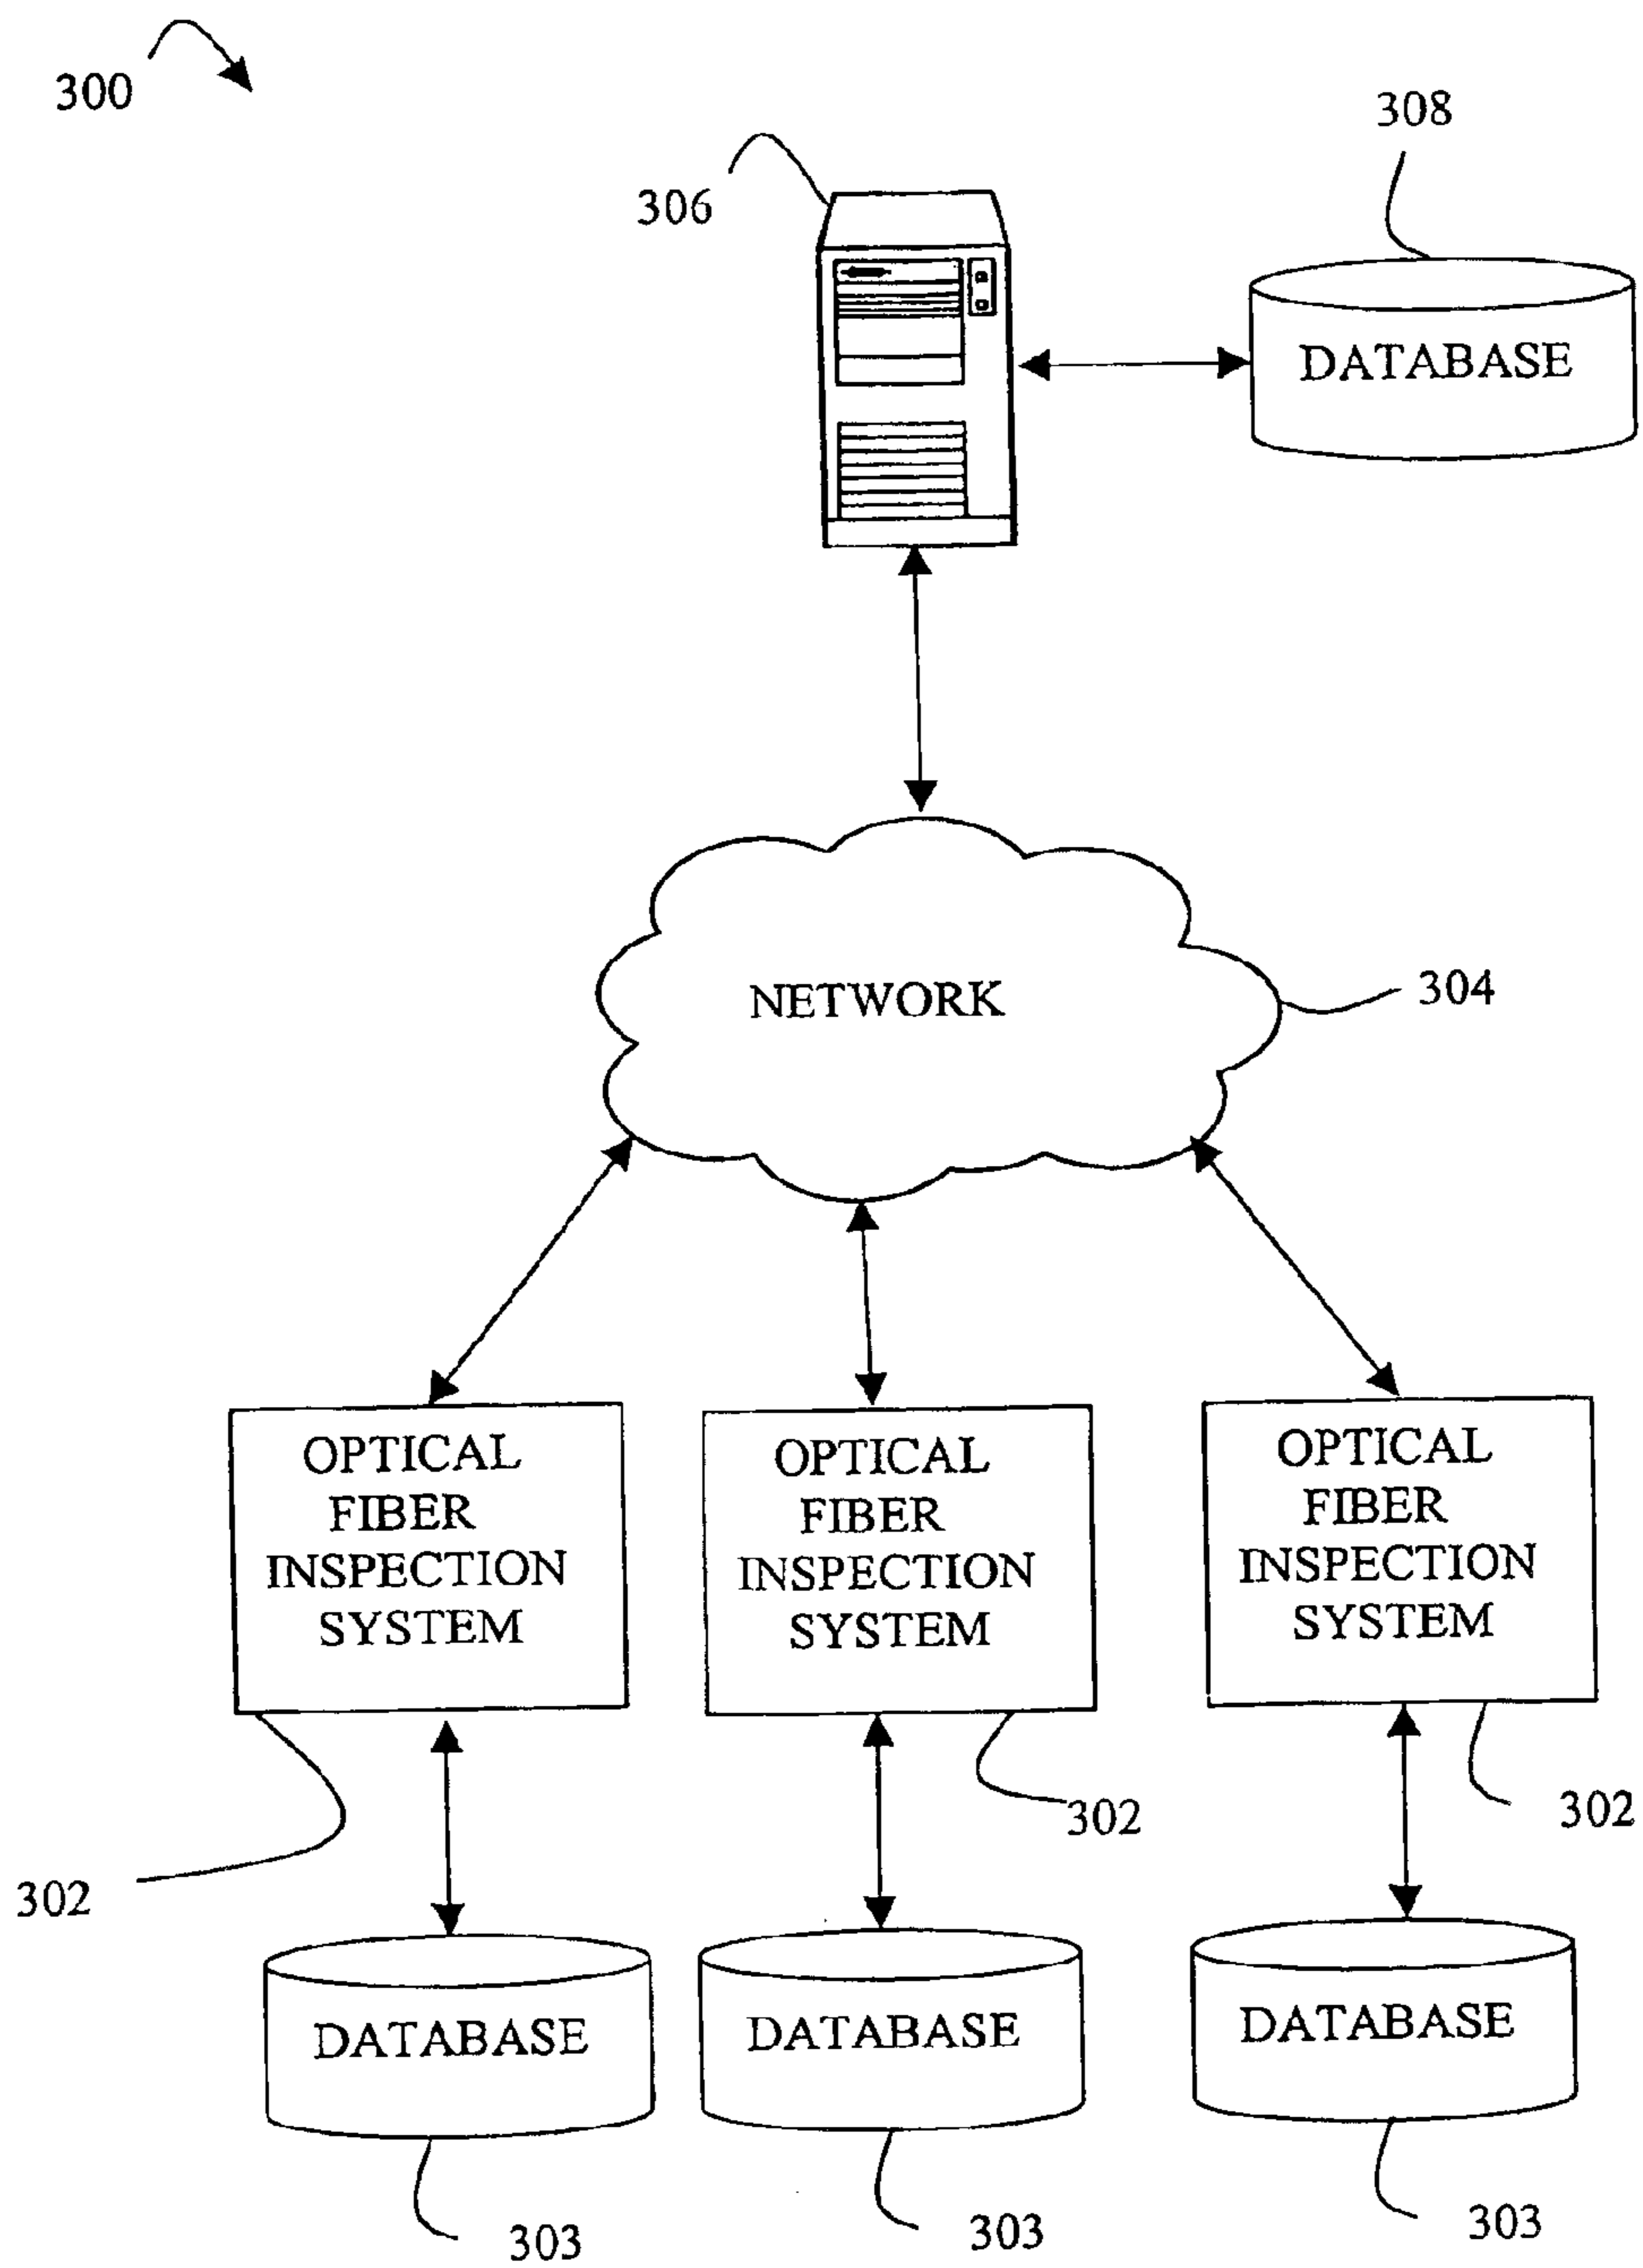 300
308
306
DATABASE
NETWORK
304
OPTICAL
FIBER
INSPECTION
SYSTEM
OPTICAL
FIBER
INSPECTION
SYSTEM
OPTICAL
FIBER
INSPECTION
SYSTEM
302
302
302
DATABASE
DATABASE
DATABASE
303
303
303